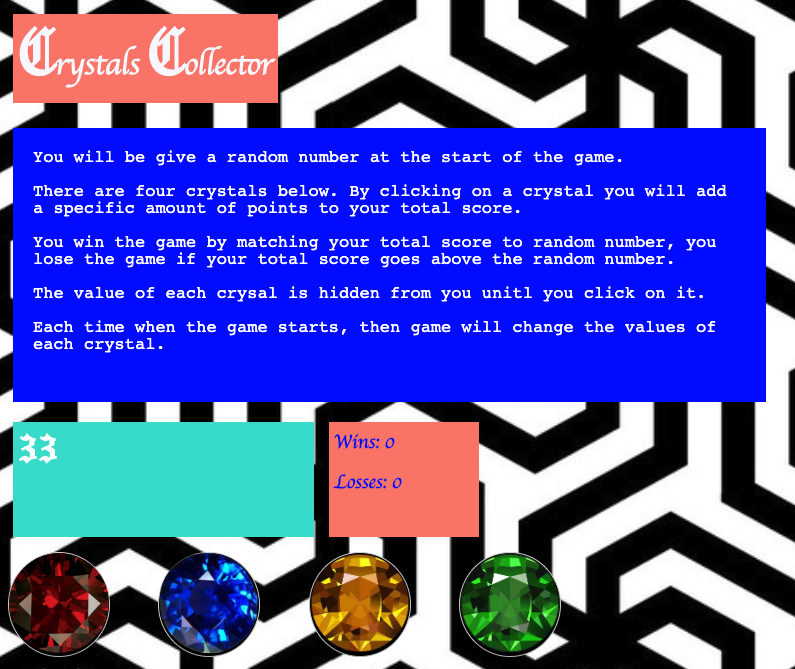 Crystals Collector
You will be give a random number at the start of the game.
There are four crystals below. By clicking on a crystal you will add
a specific amount of points to your total score.
You win the game by matching your total score to random number, you
lose the game if your total score goes above the random number.
The value of each crysal is hidden from you unitl you click on it.
Each time when the game starts, then game will change the values of
each crystal.
33
Wins: 0
Losses: 0